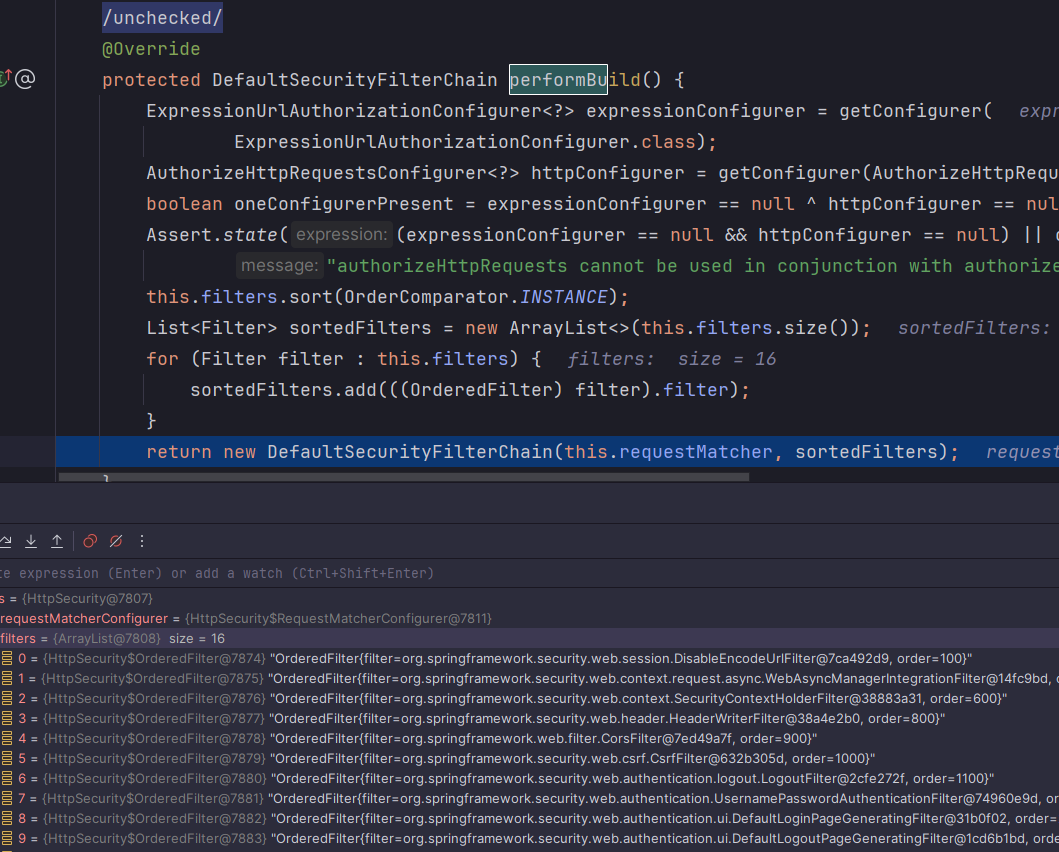 /unchecked/
@Override
protected DefaultSecurityFilterChain performBuild() {
ExpressionUrlAuthorizationConfigurer<?> expressionConfigurer = getConfigurer( expr
ExpressionUrlAuthorizationConfigurer.class);
AuthorizeHttpRequestsConfigurer<?> httpConfigurer = getConfigurer(AuthorizeHttpRequ
boolean oneConfigurerPresent = expressionConfigurer == null ^ httpConfigurer == nul
Assert.state( expression: (expressionConfigurer == null && httpConfigurer == null) || o
message: "authorizeHttpRequests cannot be used in conjunction with authorize
this.filters.sort(OrderComparator.INSTANCE);
List<Filter> sortedFilters = new ArrayList<>(this.filters.size()); sortedFilters:
for (Filter filter : this.filters) { filters: size = 16
sortedFilters.add(((OrderedFilter) filter).filter);
}
return new DefaultSecurityFilterChain(this.requestMatcher, sortedFilters); request
te expression (Enter) or add a watch (Ctrl+Shift+Enter)
s = {HttpSecurity@7807}
requestMatcherConfigurer = {HttpSecurity$RequestMatcherConfigurer@7811}
filters = {ArrayList@7808} size = 16
0 = {HttpSecurity$OrderedFilter@7874} "OrderedFilter{filter=org.springframework.security.web.session.DisableEncodeUrlFilter@7ca492d9, order=100}"
1 = {HttpSecurity$OrderedFilter@7875} "OrderedFilter{filter=org.springframework.security.web.context.request.async.WebAsyncManagerIntegrationFilter@14fc9bd, o
2 = {HttpSecurity$OrderedFilter@7876} "OrderedFilter{filter=org.springframework.security.web.context.SecurityContextHolderFilter@38883a31, order=600}"
3 = {HttpSecurity$OrderedFilter@7877} "OrderedFilter{filter=org.springframework.security.web.header.HeaderWriterFilter@38a4e2b0, order=800}"
4 = {HttpSecurity$OrderedFilter@7878} "OrderedFilter{filter=org.springframework.web.filter.CorsFilter@7ed49a7f, order=900}"
5 = {HttpSecurity$OrderedFilter@7879} "OrderedFilter{filter=org.springframework.security.web.csrf.CsrfFilter@632b305d, order=1000}"
6 = {HttpSecurity$OrderedFilter@7880} "OrderedFilter{filter=org.springframework.security.web.authentication.logout.LogoutFilter@2cfe272f, order=1100}"
7 = {HttpSecurity$OrderedFilter@7881} "OrderedFilter{filter=org.springframework.security.web.authentication.UsernamePasswordAuthenticationFilter@74960e9d, or
8 = {HttpSecurity$OrderedFilter@7882} "OrderedFilter{filter=org.springframework.security.web.authentication.ui.DefaultLoginPageGeneratingFilter@31b0f02, order=
9 = {HttpSecurity$OrderedFilter@7883} "OrderedFilter{filter=org.springframework.security.web.authentication.ui.DefaultLogoutPageGeneratingFilter@1cd6b1bd, orde